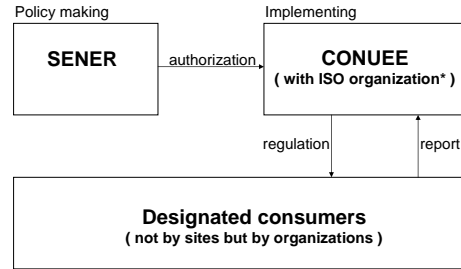 Policy making
Implementing
SENER
authorization
CONUEE
( with ISO organization* )
regulation
report
Designated consumers
( not by sites but by organizations )